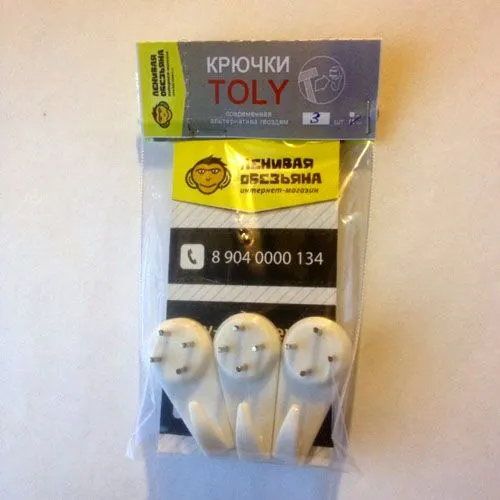 ЛЕНИВАЯ
ОБЕЗЬЯНА
КРЮЧКИ
TOLY
современная
альтернатива гвоздям
3 шт.
ЛЕНИВАЯ
ОБЕЗЬЯНА
интернет-магазин
8 904 0000 134